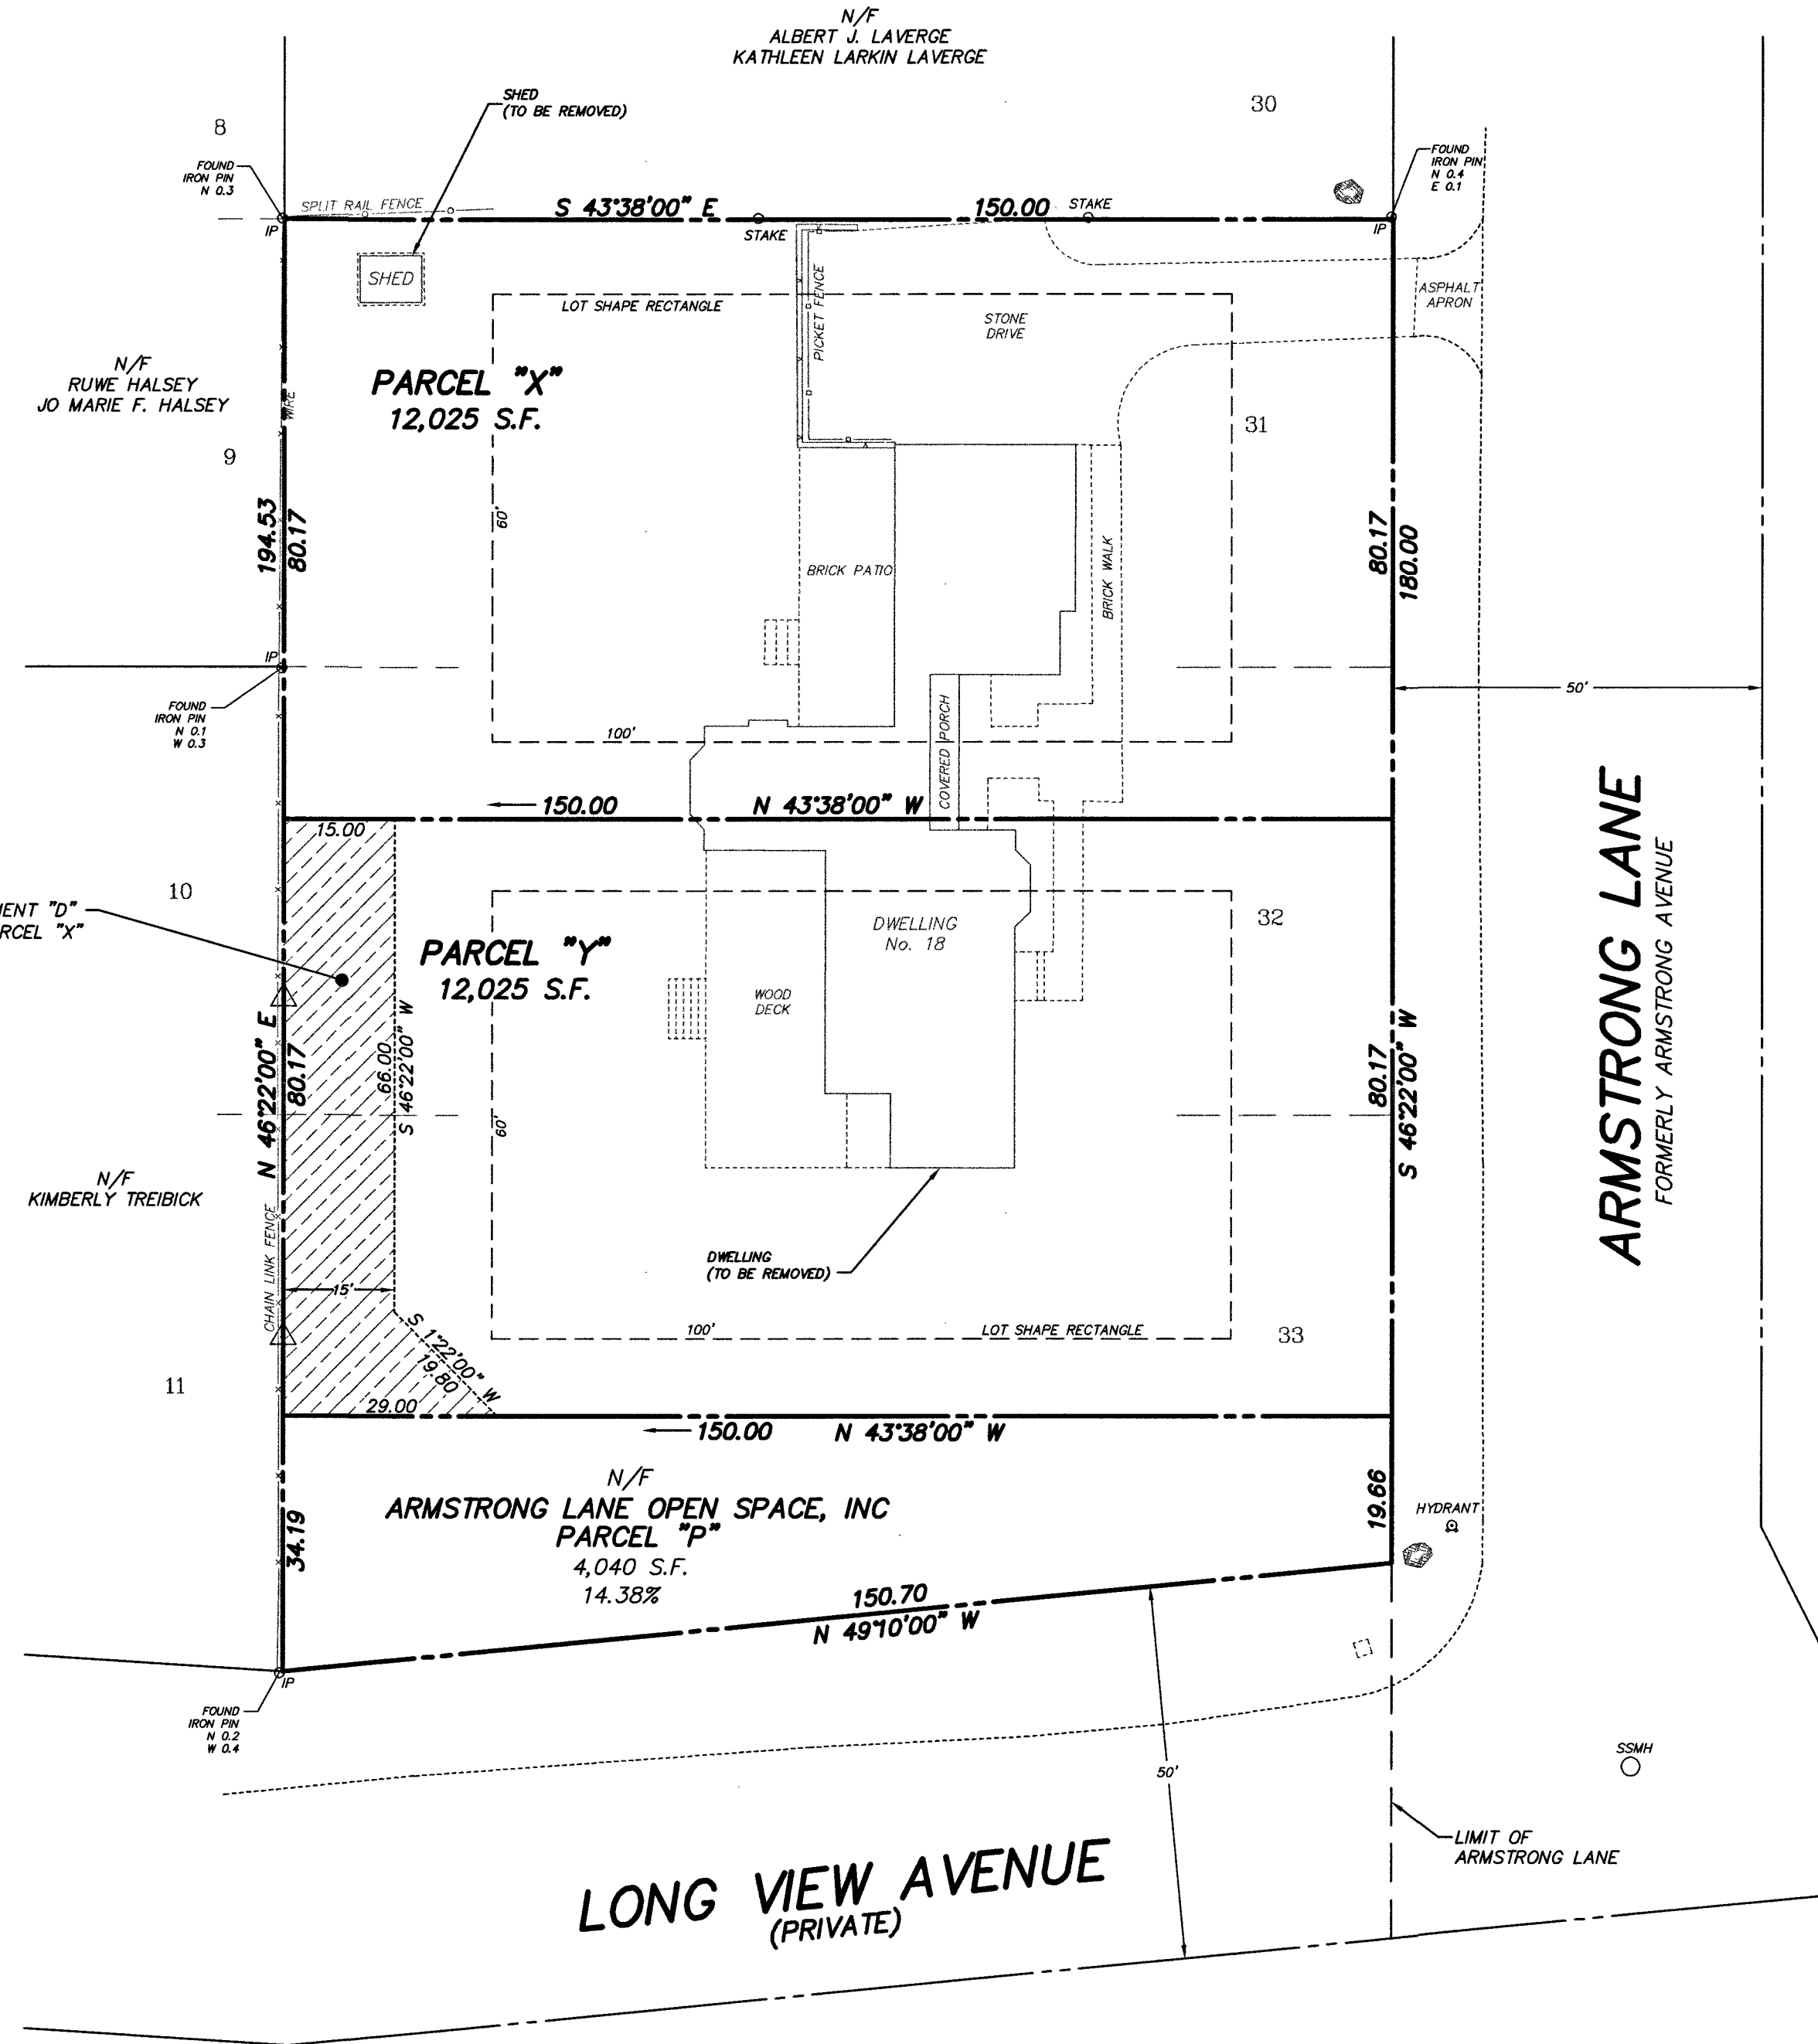 N/F
ALBERT J. LAVERGE
KATHLEEN LARKIN LAVERGE
SHED
(TO BE REMOVED)
8
30
FOUND
IRON PIN
N 0.3
FOUND
IRON PIN
N 0.4
E 0.1
SPLIT RAIL FENCE
S 43°38'00" E
150.00
STAKE
IP
STAKE
IP
SHED
LOT SHAPE RECTANGLE
PICKET FENCE
STONE
DRIVE
ASPHALT
APRON
N/F
RUWE HALSEY
JO MARIE F. HALSEY
WIRE
PARCEL "X"
12,025 S.F.
31
9
194.53
80.17
60'
BRICK PATIO
BRICK WALK
80.17
180.00
IP
50'
FOUND
IRON PIN
N 0.1
W 0.3
100'
COVERED PORCH
150.00
N 43°38'00" W
15.00
10
MENT "D"
RCEL "X"
PARCEL "Y"
12,025 S.F.
DWELLING
No. 18
32
WOOD
DECK
N 46°22'00" E
80.17
66.00
S 46°22'00" W
60'
80.17
S 46°22'00" W
ARMSTRONG LANE
FORMERLY ARMSTRONG AVENUE
N/F
KIMBERLY TREIBICK
CHAIN LINK FENCE
DWELLING
(TO BE REMOVED)
15'
S 1°22'00" W
19.80
100'
LOT SHAPE RECTANGLE
33
11
29.00
150.00
N 43°38'00" W
34.19
N/F
ARMSTRONG LANE OPEN SPACE, INC
PARCEL "P"
4,040 S.F.
14.38%
19.66
HYDRANT
150.70
N 49°10'00" W
IP
FOUND
IRON PIN
N 0.2
W 0.4
50'
SSMH
LIMIT OF
ARMSTRONG LANE
LONG VIEW AVENUE
(PRIVATE)